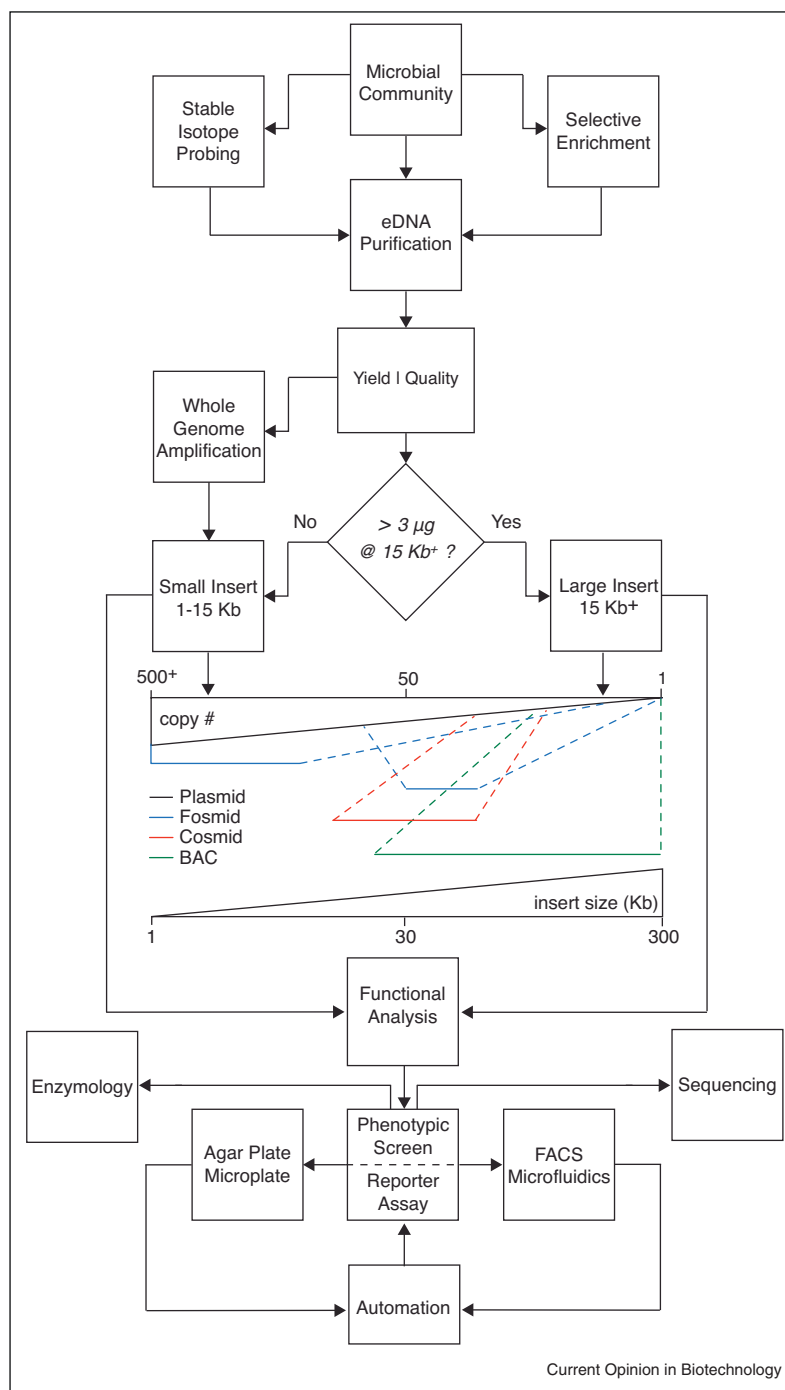 Microbial
Community
Stable
Isotope
Probing
Selective
Enrichment
eDNA
Purification
Yield | Quality
Whole
Genome
Amplification
No
> 3 µg
@ 15 Kb⁺ ?
Yes
Small Insert
1-15 Kb
Large Insert
15 Kb+
500+
50
1
copy #
Plasmid
Fosmid
Cosmid
BAC
insert size (Kb)
1
30
300
Functional
Analysis
Enzymology
Sequencing
Agar Plate
Microplate
Phenotypic
Screen
Reporter
Assay
FACS
Microfluidics
Automation
Current Opinion in Biotechnology